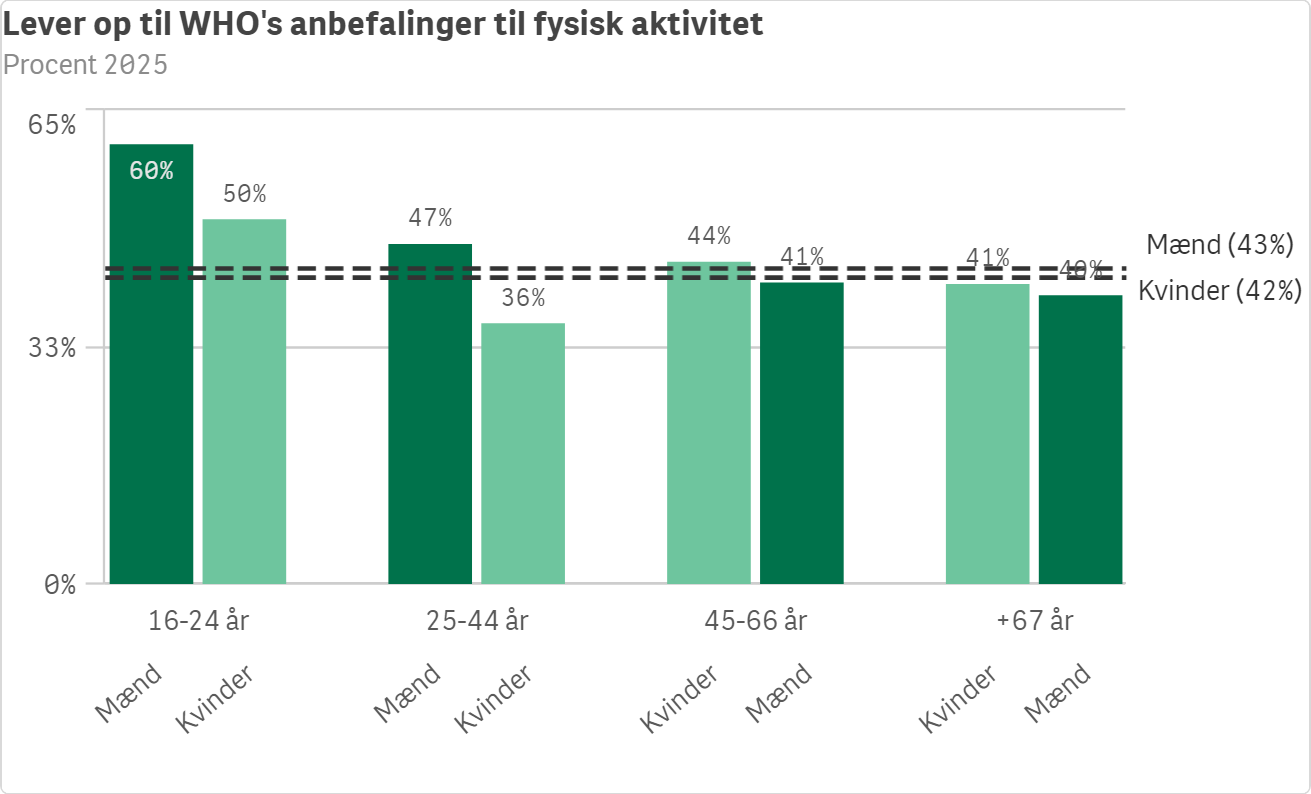 Lever op til WHO's anbefalinger til fysisk aktivitet
Procent 2025
65%
60%
50%
47%
44%
41%
41%
40%
Mænd (43%)
Kvinder (42%)
36%
33%
0%
16-24 år
25-44 år
45-66 år
+67 år
Mænd
Kvinder
Mænd
Kvinder
Kvinder
Mænd
Kvinder
Mænd